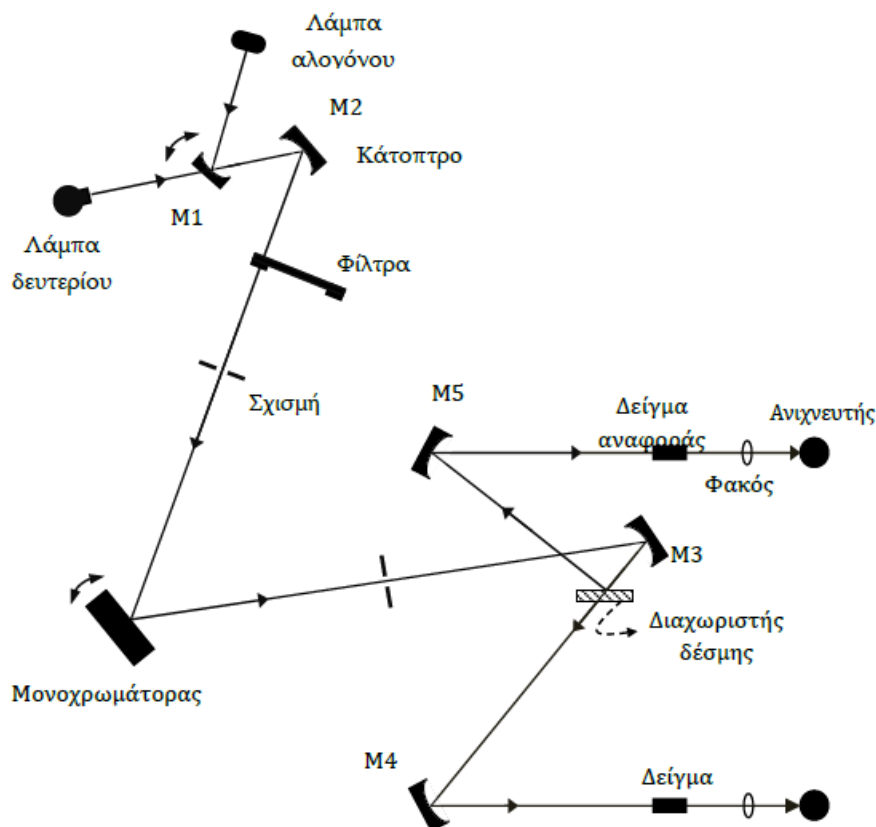 Λάμπα
αλογόνου
M2
Κάτοπτρο
M1
Λάμπα
δευτερίου
Φίλτρα
Σχισμή
M5
Δείγμα
αναφοράς
Ανιχνευτής
Φακός
M3
Διαχωριστής
δέσμης
Μονοχρωμάτορας
M4
Δείγμα